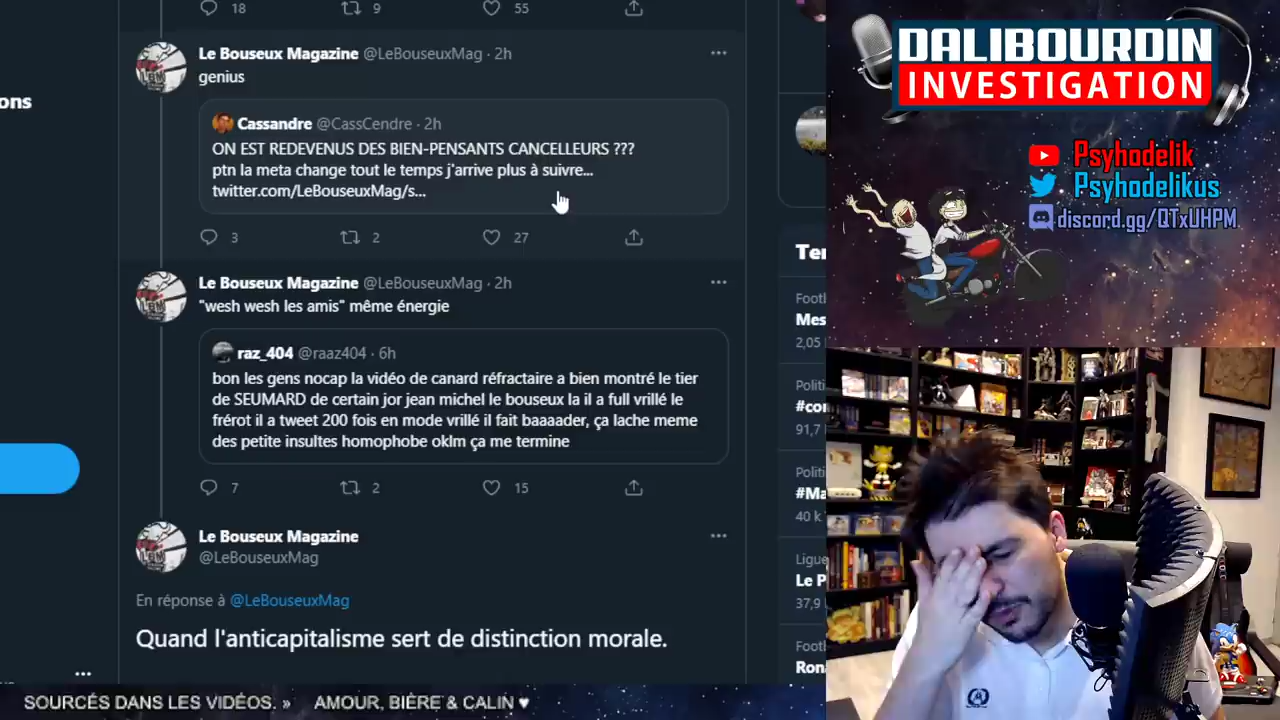 18 9 55
Le Bouseux Magazine @LeBouseuxMag · 2h
genius
Cassandre @CassCendre · 2h
ON EST REDEVENUS DES BIEN-PENSANTS CANCELLEURS ???
ptn la meta change tout le temps j'arrive plus à suivre...
twitter.com/LeBouseuxMag/s...
3 2 27
Le Bouseux Magazine @LeBouseuxMag · 2h
"wesh wesh les amis" même énergie
raz_404 @raaz404 · 6h
bon les gens nocap la vidéo de canard réfractaire a bien montré le tier
de SEUMARD de certain jor jean michel le bouseux la il a full vrillé le
frérot il a tweet 200 fois en mode vrillé il fait baaaader, ça lache meme
des petite insultes homophobe oklm ça me termine
7 2 15
Le Bouseux Magazine
@LeBouseuxMag
En réponse à @LeBouseuxMag
Quand l'anticapitalisme sert de distinction morale.
ons
Ten
Footl
Mes
2,05
Politi
#cor
91,7
Politi
#Ma
40 k
Ligue
Le P
37,9
Footl
Rona
DALIBOURDIN
INVESTIGATION
Psyhodelik
Psyhodelikus
discord.gg/QTxUHPM
SOURCÉS DANS LES VIDÉOS. » AMOUR, BIÈRE & CALIN ♥